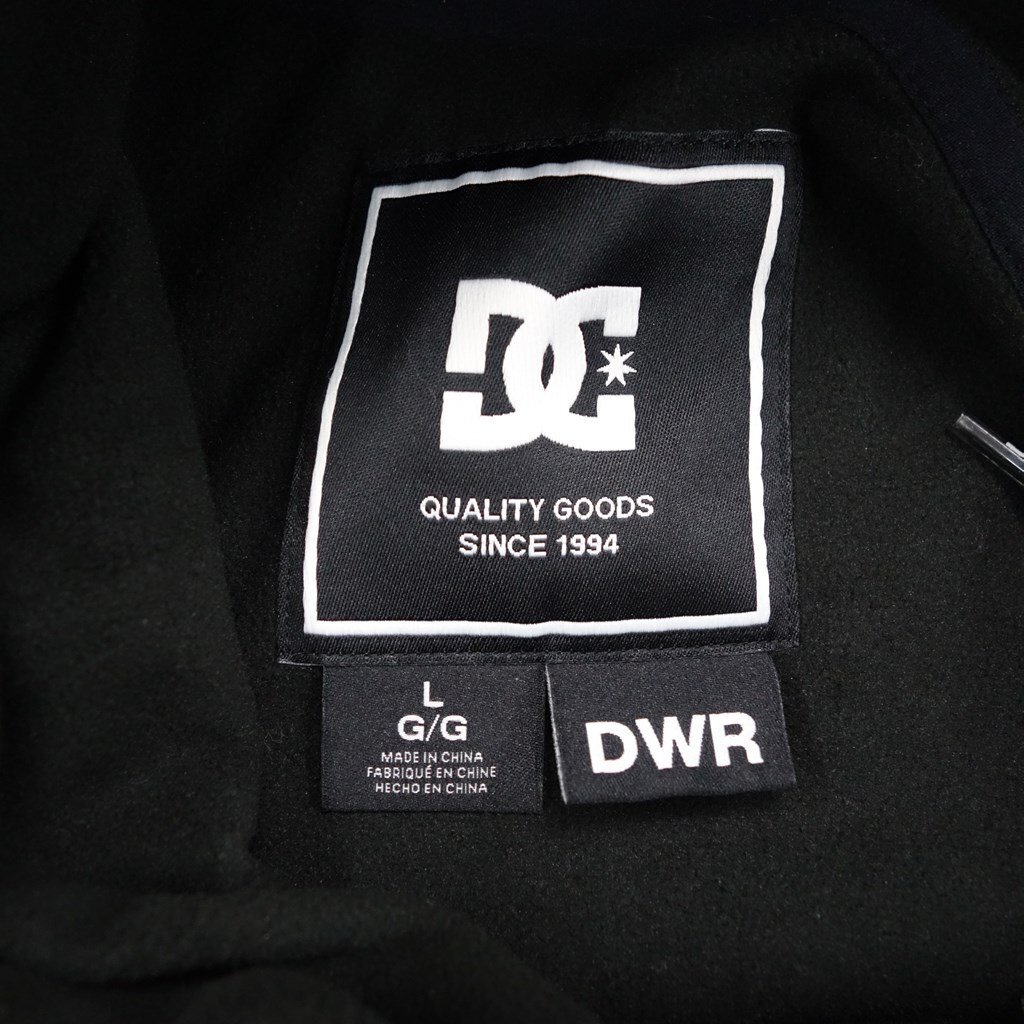 DC
QUALITY GOODS
SINCE 1994
L
G/G
MADE IN CHINA
FABRIQUÉ EN CHINE
HECHO EN CHINA
DWR